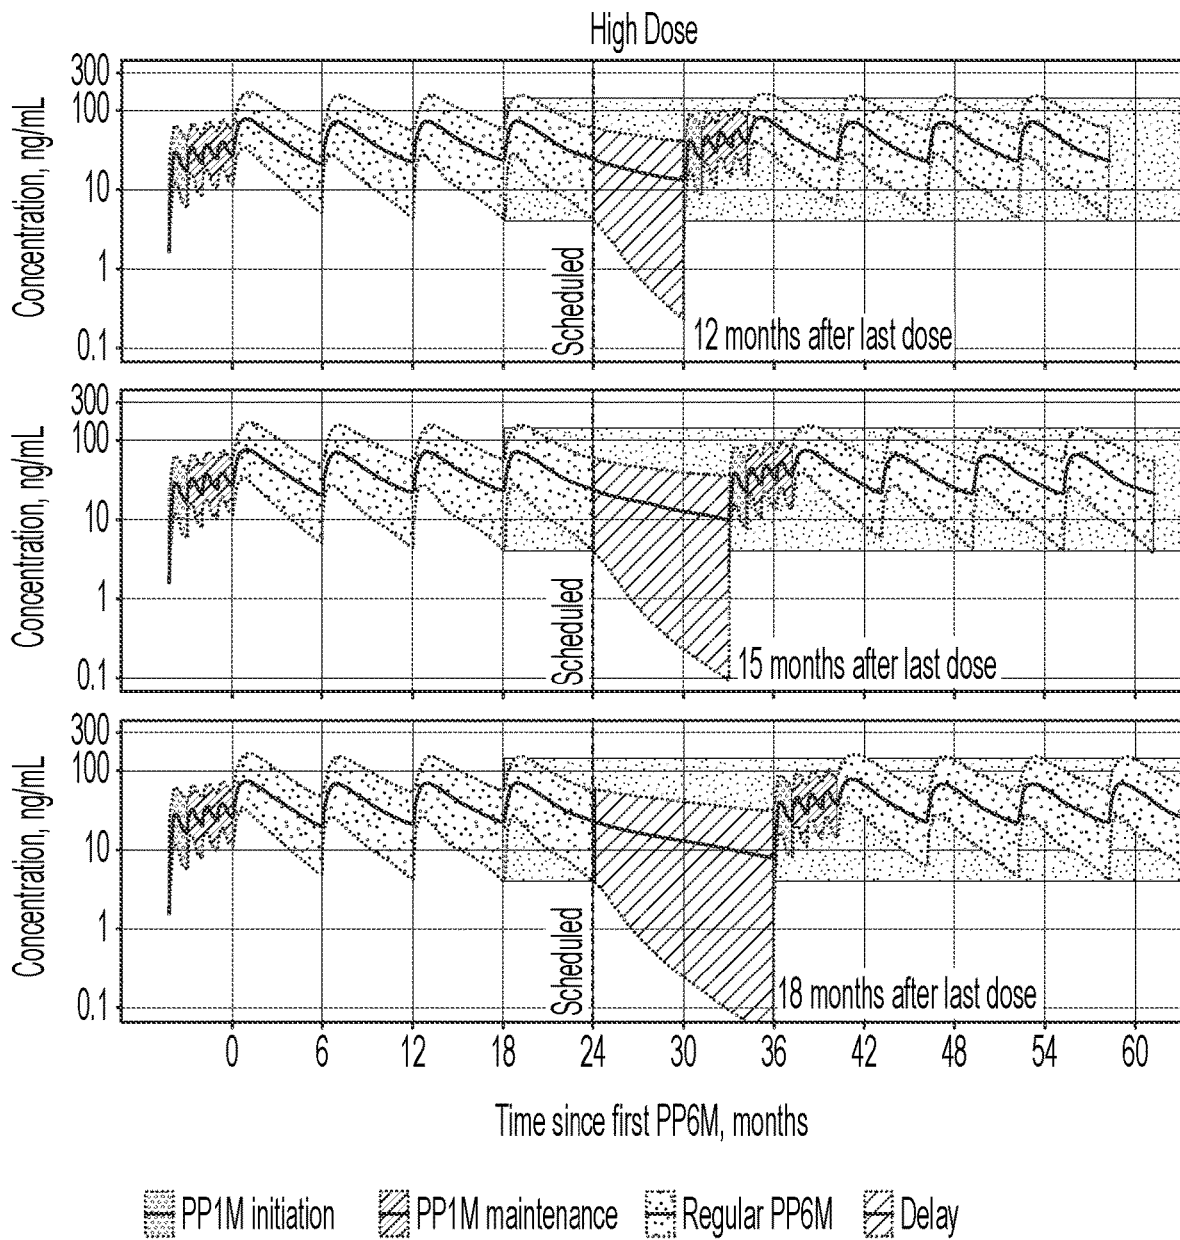 High Dose
Concentration, ng/mL
300
100
10
1
0.1
Scheduled
12 months after last dose
Concentration, ng/mL
300
100
10
1
0.1
Scheduled
15 months after last dose
Concentration, ng/mL
300
100
10
1
0.1
Scheduled
18 months after last dose
0 6 12 18 24 30 36 42 48 54 60
Time since first PP6M, months
PP1M initiation PP1M maintenance Regular PP6M Delay